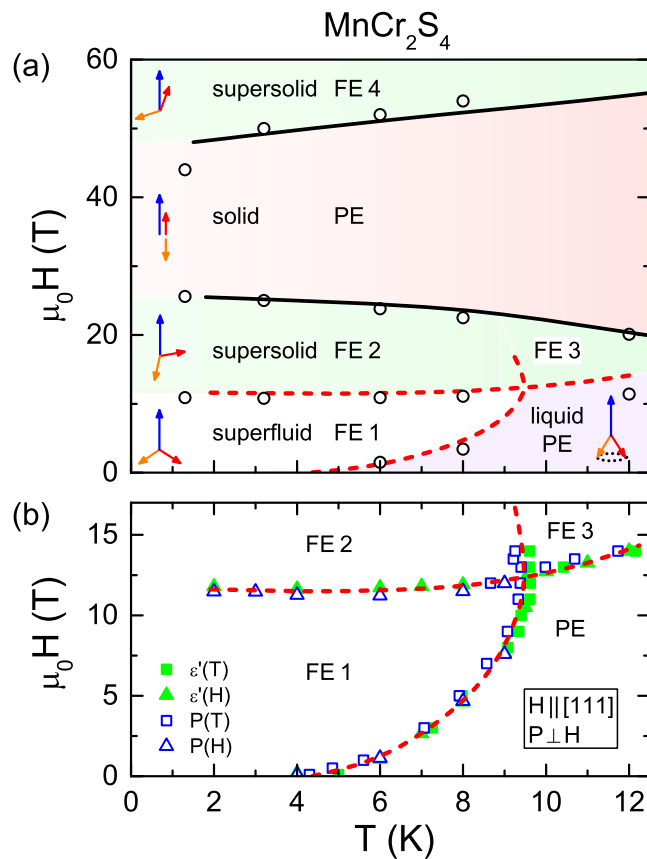 MnCr₂S₄
(a)
60
supersolid FE 4
40
solid PE
μ₀H (T)
20
supersolid FE 2
FE 3
superfluid FE 1
liquid
PE
0
(b)
15
FE 2
FE 3
10
μ₀H (T)
FE 1
PE
5
ε'(T)
ε'(H)
P(T)
P(H)
H||[111]
P⊥H
0
0 2 4 6 8 10 12
T (K)